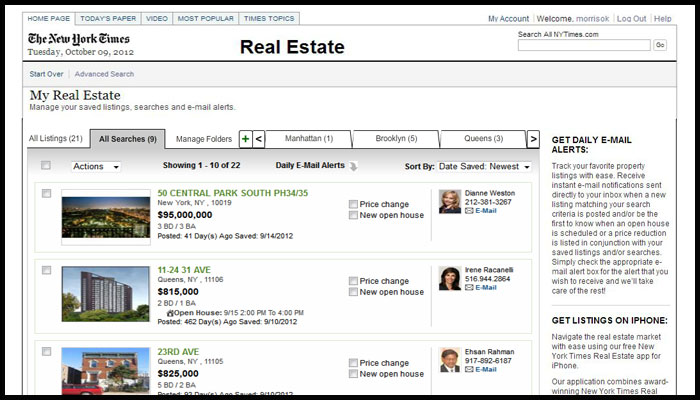 HOME PAGE TODAY'S PAPER VIDEO MOST POPULAR TIMES TOPICS
My Account Welcome, morrisok Log Out Help
The New York Times
Tuesday, October 09, 2012
Real Estate
Search All NYTimes.com
Go
Start Over Advanced Search
My Real Estate
Manage your saved listings, searches and e-mail alerts.
All Listings (21) All Searches (9) Manage Folders + < Manhattan (1) Brooklyn (5) Queens (3) >
Actions Showing 1 - 10 of 22 Daily E-Mail Alerts Sort By: Date Saved: Newest
50 CENTRAL PARK SOUTH PH34/35
New York, NY , 10019
$95,000,000
3 BD / 3 BA
Posted: 41 Day(s) Ago Saved: 9/14/2012
Price change
New open house
Dianne Weston
212-381-3267
E-Mail
11-24 31 AVE
Queens, NY , 11106
$815,000
2 BD / 1 BA
Open House: 9/15 2:00 PM To 4:00 PM
Posted: 462 Day(s) Ago Saved: 9/10/2012
Price change
New open house
Irene Racanelli
516.944.2864
E-Mail
23RD AVE
Queens, NY , 11105
$825,000
5 BD / 2 BA
Posted: 92 Day(s) Ago Saved: 9/10/2012
Price change
New open house
Ehsan Rahman
917-892-6187
E-Mail
GET DAILY E-MAIL
ALERTS:
Track your favorite property
listings with ease. Receive
instant e-mail notifications sent
directly to your inbox when a new
listing matching your search
criteria is posted and/or be the
first to know when an open house
is scheduled or a price reduction
is listed in conjunction with your
saved listings and/or searches.
Simply check the appropriate e-
mail alert box for the alert that you
wish to receive and we'll take
care of the rest!
GET LISTINGS ON IPHONE:
Navigate the real estate market
with ease using our free New
York Times Real Estate app for
iPhone.
Our application combines award-
winning New York Times Real